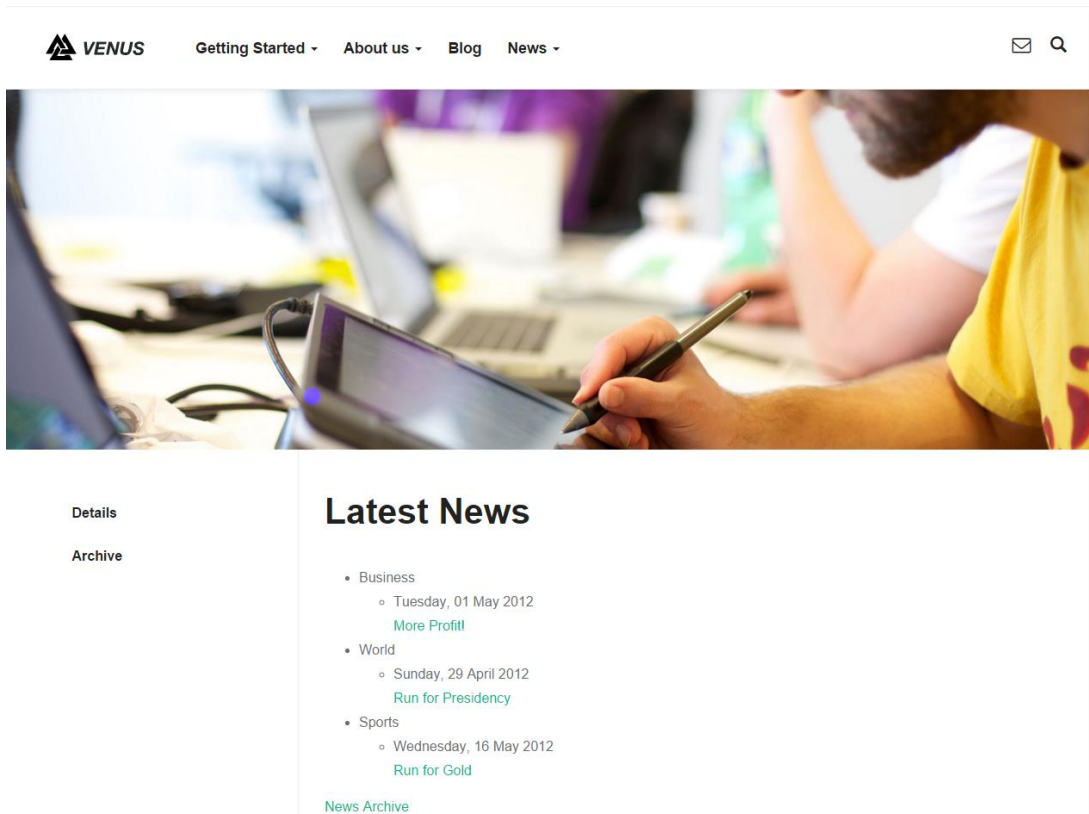 VENUS Getting Started About us Blog News
Details
Archive
Latest News
Business
Tuesday, 01 May 2012
More Profit!
World
Sunday, 29 April 2012
Run for Presidency
Sports
Wednesday, 16 May 2012
Run for Gold
News Archive